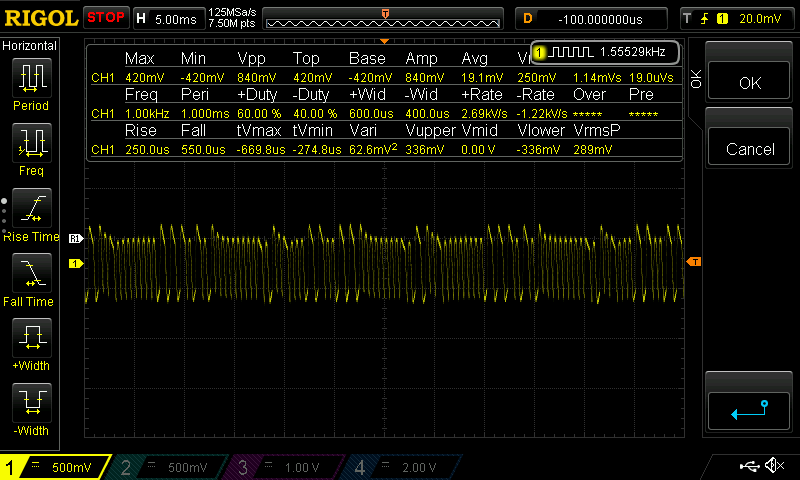 RIGOL STOP H 5.00ms 125MSa/s 7.50M pts T D -100.000000us T 1 20.0mV
Horizontal
Period
Freq
Rise Time
Fall Time
+Width
-Width
1 1.55529kHz
Max Min Vpp Top Base Amp Avg
CH1 420mV -420mV 840mV 420mV -420mV 840mV 19.1mV 250mV 1.14mVs 19.0uVs
Freq Peri +Duty -Duty +Wid -Wid +Rate -Rate Over Pre
CH1 1.00kHz 1.000ms 60.00 % 40.00 % 600.0us 400.0us 2.69kV/s -1.22kV/s ***** *****
Rise Fall tVmax tVmin Vari Vupper Vmid Vlower VrmsP
CH1 250.0us 550.0us -669.8us -274.8us 62.6mV² 336mV 0.00 V -336mV 289mV
R1
1
T
OK
OK
Cancel
1 500mV 2 500mV 3 1.00 V 4 2.00 V